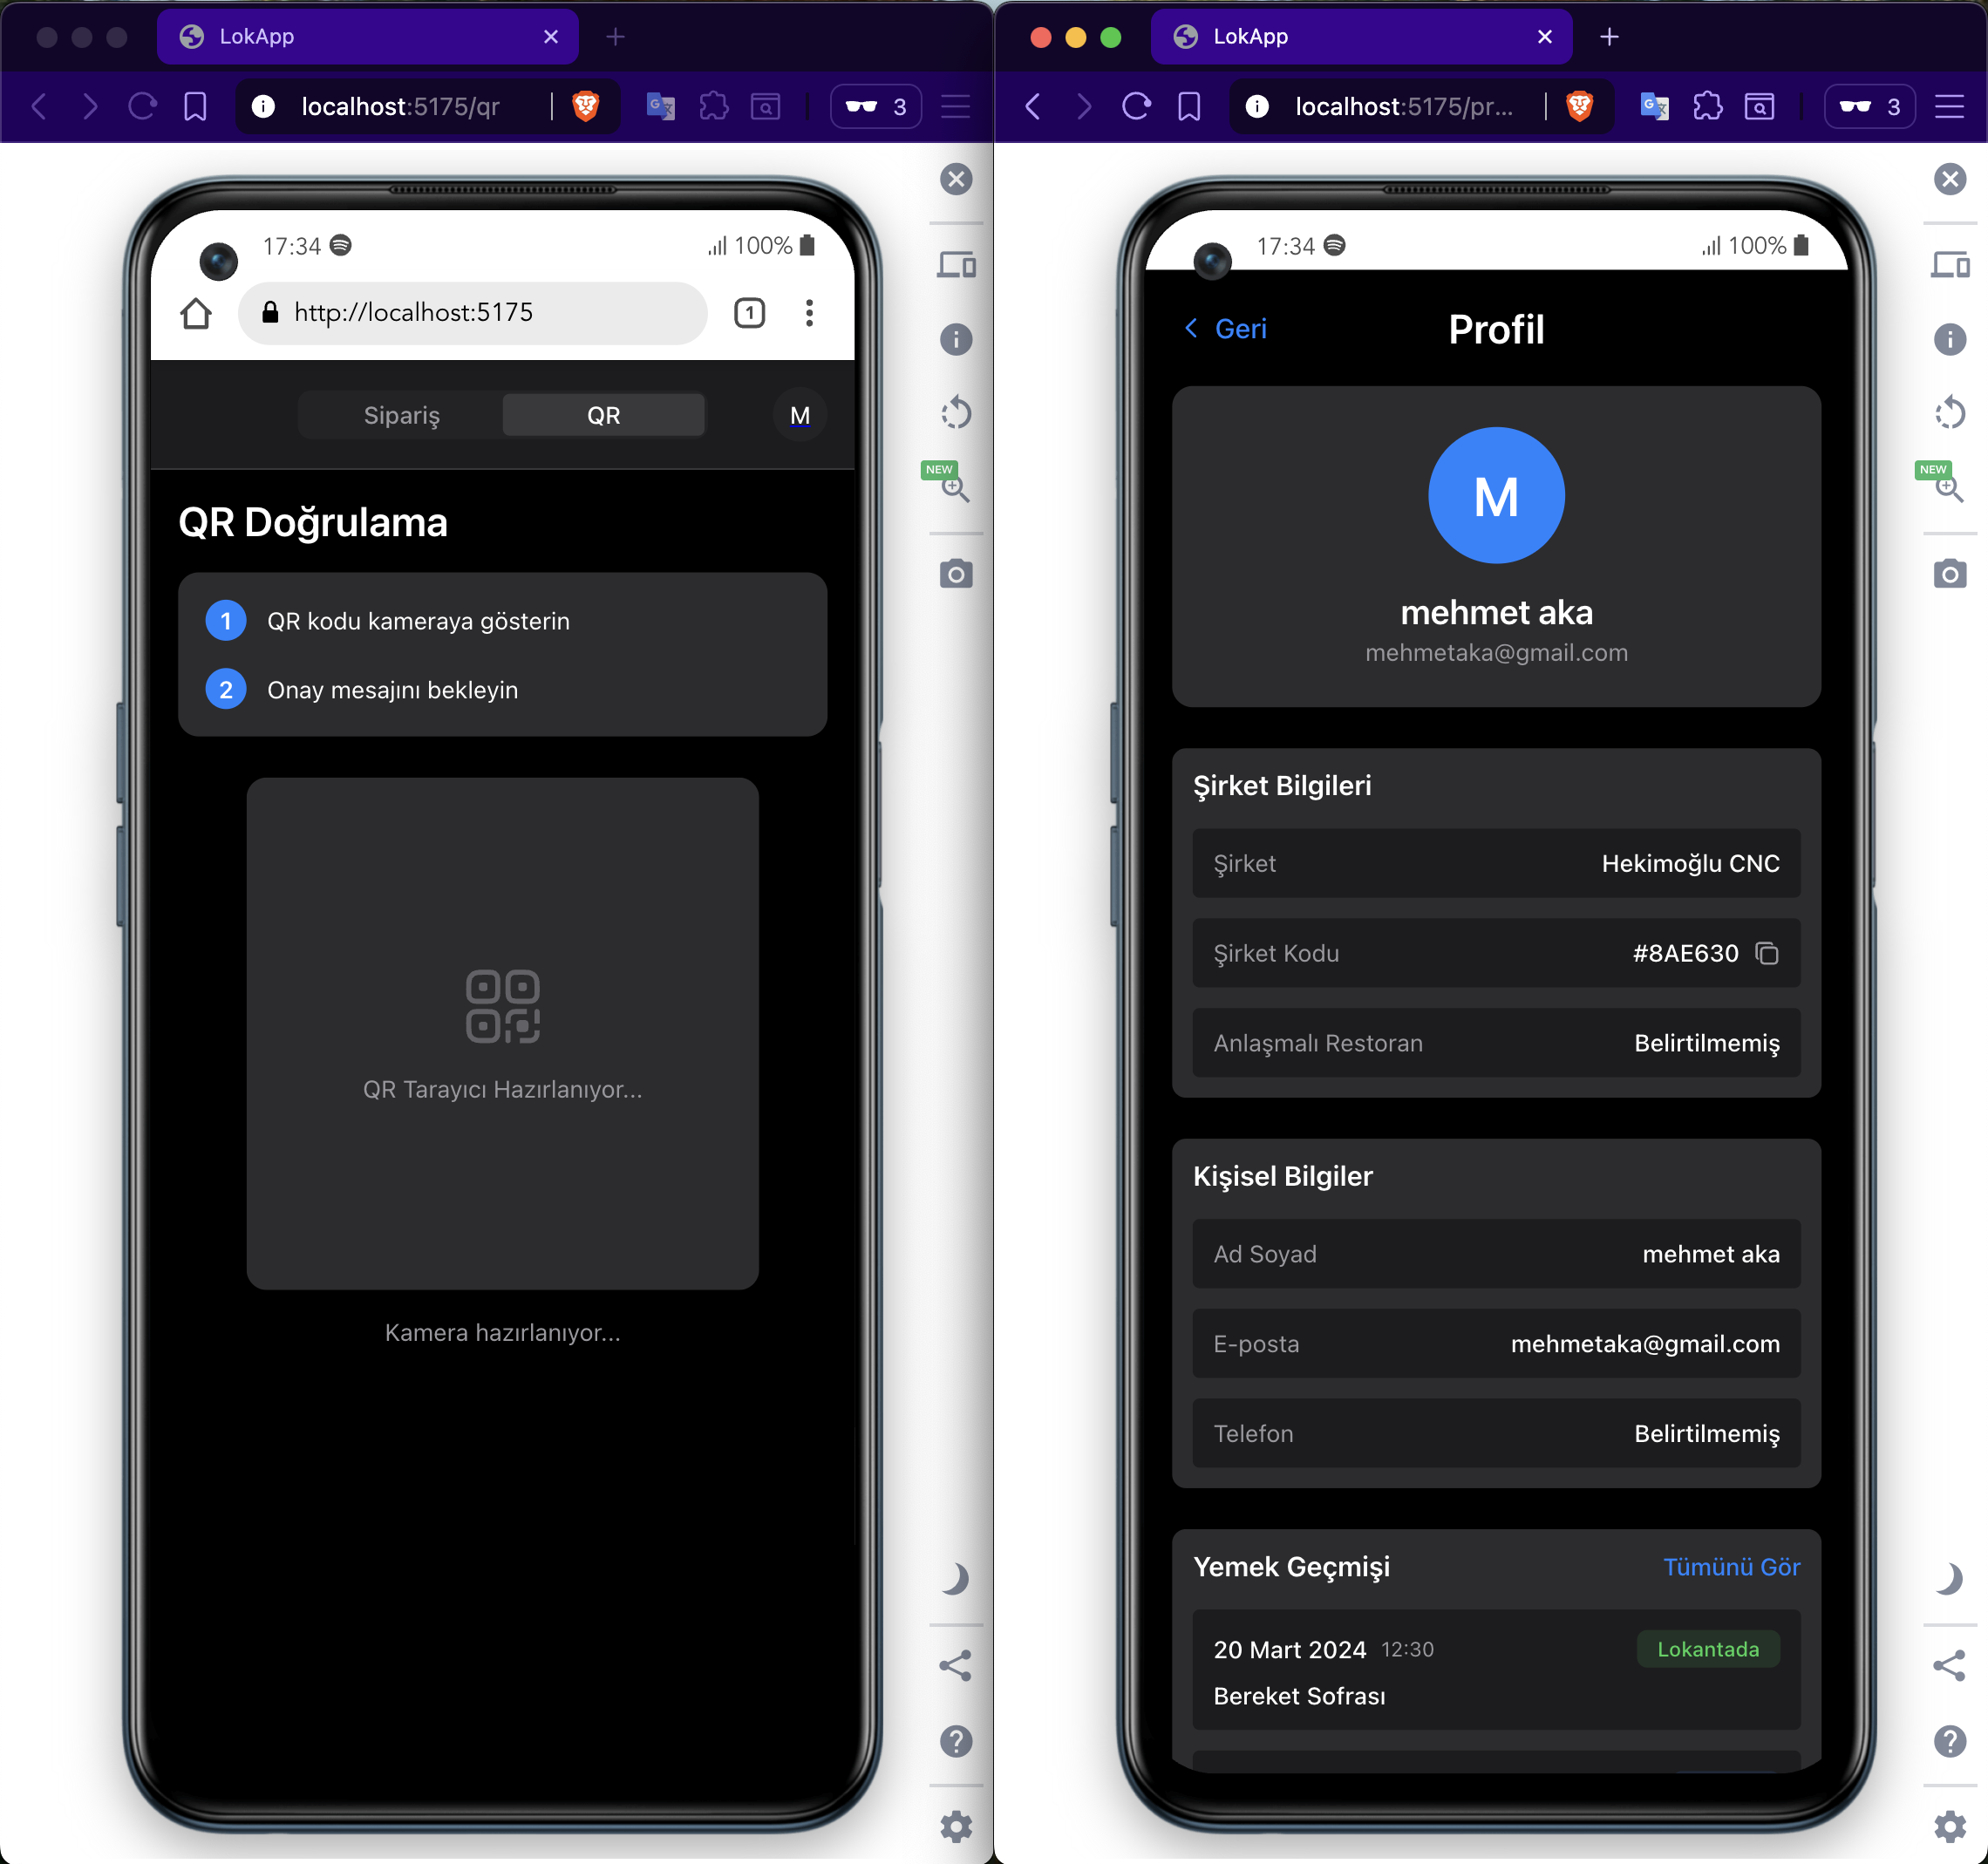 LokApp
localhost:5175/qr
3
17:34
100%
http://localhost:5175
1
Sipariş
QR
M
NEW
QR Doğrulama
1 QR kodu kameraya gösterin
2 Onay mesajını bekleyin
QR Tarayıcı Hazırlanıyor...
Kamera hazırlanıyor...
LokApp
localhost:5175/pr...
3
17:34
100%
Geri
Profil
NEW
M
mehmet aka
mehmetaka@gmail.com
Şirket Bilgileri
Şirket Hekimoğlu CNC
Şirket Kodu #8AE630
Anlaşmalı Restoran Belirtilmemiş
Kişisel Bilgiler
Ad Soyad mehmet aka
E-posta mehmetaka@gmail.com
Telefon Belirtilmemiş
Yemek Geçmişi Tümünü Gör
20 Mart 2024 12:30 Lokantada
Bereket Sofrası